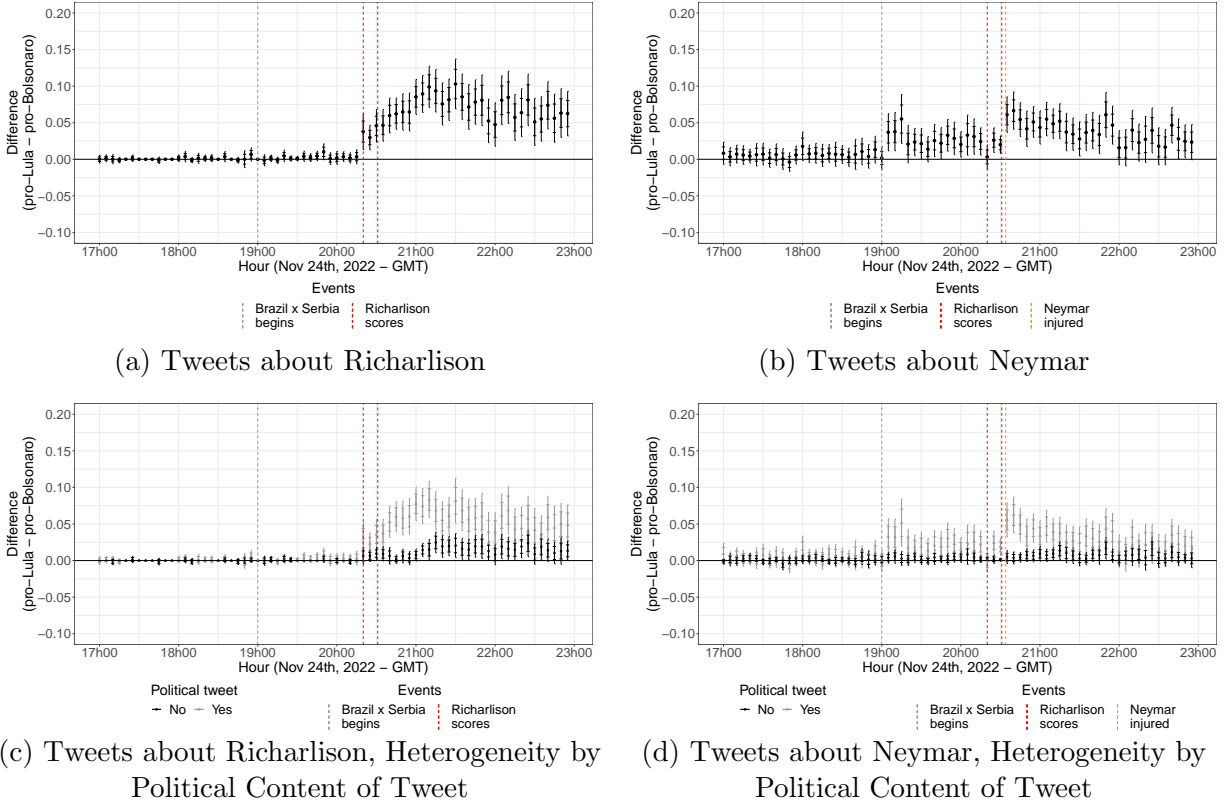 0.20
0.15
0.10
0.05
0.00
−0.05
−0.10
Difference
(pro−Lula − pro−Bolsonaro)
17h00 18h00 19h00 20h00 21h00 22h00 23h00
Hour (Nov 24th, 2022 − GMT)
Events
Brazil x Serbia
begins
Richarlison
scores
(a) Tweets about Richarlison
0.20
0.15
0.10
0.05
0.00
−0.05
−0.10
Difference
(pro−Lula − pro−Bolsonaro)
17h00 18h00 19h00 20h00 21h00 22h00 23h00
Hour (Nov 24th, 2022 − GMT)
Events
Brazil x Serbia
begins
Richarlison
scores
Neymar
injured
(b) Tweets about Neymar
0.20
0.15
0.10
0.05
0.00
−0.05
−0.10
Difference
(pro−Lula − pro−Bolsonaro)
17h00 18h00 19h00 20h00 21h00 22h00 23h00
Hour (Nov 24th, 2022 − GMT)
Political tweet
No Yes
Events
Brazil x Serbia
begins
Richarlison
scores
(c) Tweets about Richarlison, Heterogeneity by
Political Content of Tweet
0.20
0.15
0.10
0.05
0.00
−0.05
−0.10
Difference
(pro−Lula − pro−Bolsonaro)
17h00 18h00 19h00 20h00 21h00 22h00 23h00
Hour (Nov 24th, 2022 − GMT)
Political tweet
No Yes
Events
Brazil x Serbia
begins
Richarlison
scores
Neymar
injured
(d) Tweets about Neymar, Heterogeneity by
Political Content of Tweet